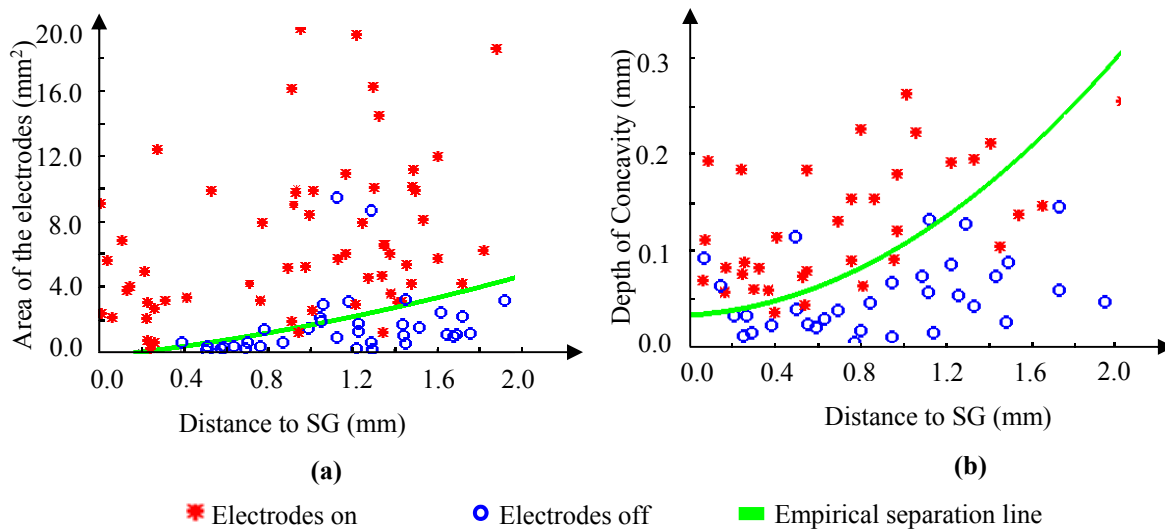 Area of the electrodes (mm²)
20.0
16.0
12.0
8.0
4.0
0.0
0.0 0.4 0.8 1.2 1.6 2.0
Distance to SG (mm)
(a)
Depth of Concavity (mm)
0.3
0.2
0.1
0.0
0.0 0.4 0.8 1.2 1.6 2.0
Distance to SG (mm)
(b)
Electrodes on Electrodes off Empirical separation line